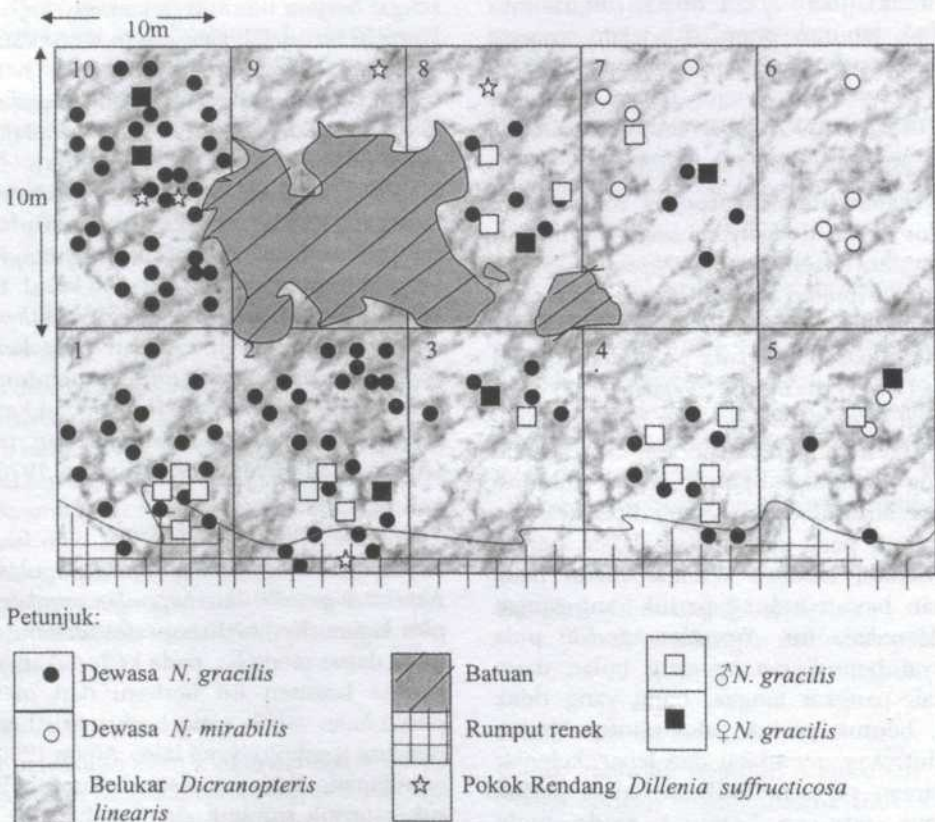 10m
10 9 8 7 6
10m
1 2 3 4 5
Petunjuk:
Dewasa N. gracilis Batuan ♂ N. gracilis
Dewasa N. mirabilis Rumput renek ♀ N. gracilis
Belukar Dicranopteris Pokok Rendang Dillenia suffructicosa
linearis